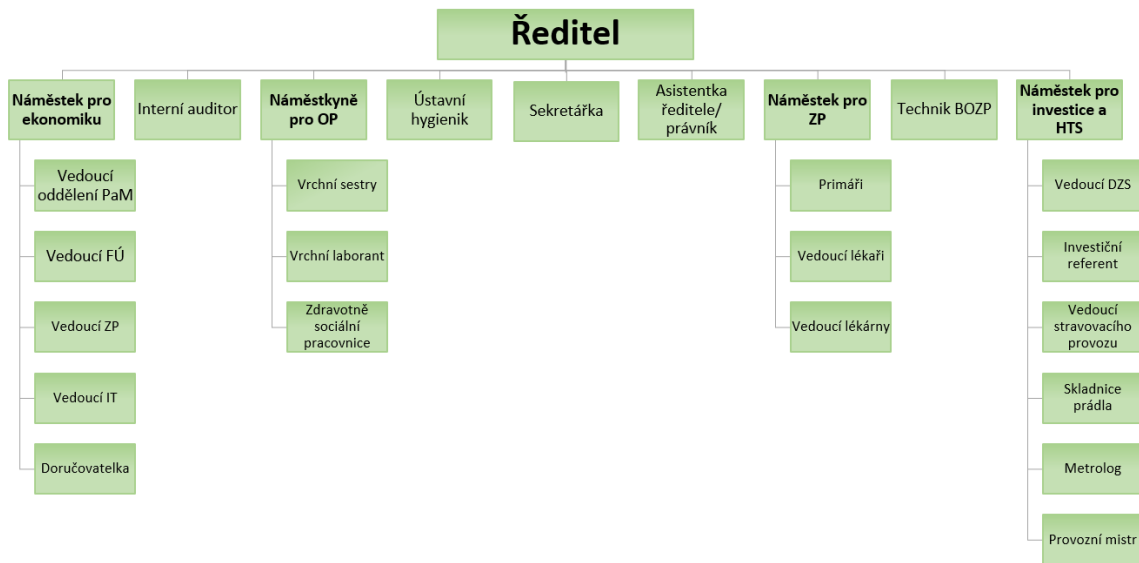 Ředitel
Náměstek pro
ekonomiku
Interní auditor
Náměstkyně
pro OP
Ústavní
hygienik
Sekretářka
Asistentka
ředitele/
právník
Náměstek pro
ZP
Technik BOZP
Náměstek pro
investice a
HTS
Vedoucí
oddělení PaM
Vedoucí FÚ
Vedoucí ZP
Vedoucí IT
Doručovatelka
Vrchní sestry
Vrchní laborant
Zdravotně
sociální
pracovnice
Primáři
Vedoucí lékaři
Vedoucí lékárny
Vedoucí DZS
Investiční
referent
Vedoucí
stravovacího
provozu
Skladnice
prádla
Metrolog
Provozní mistr